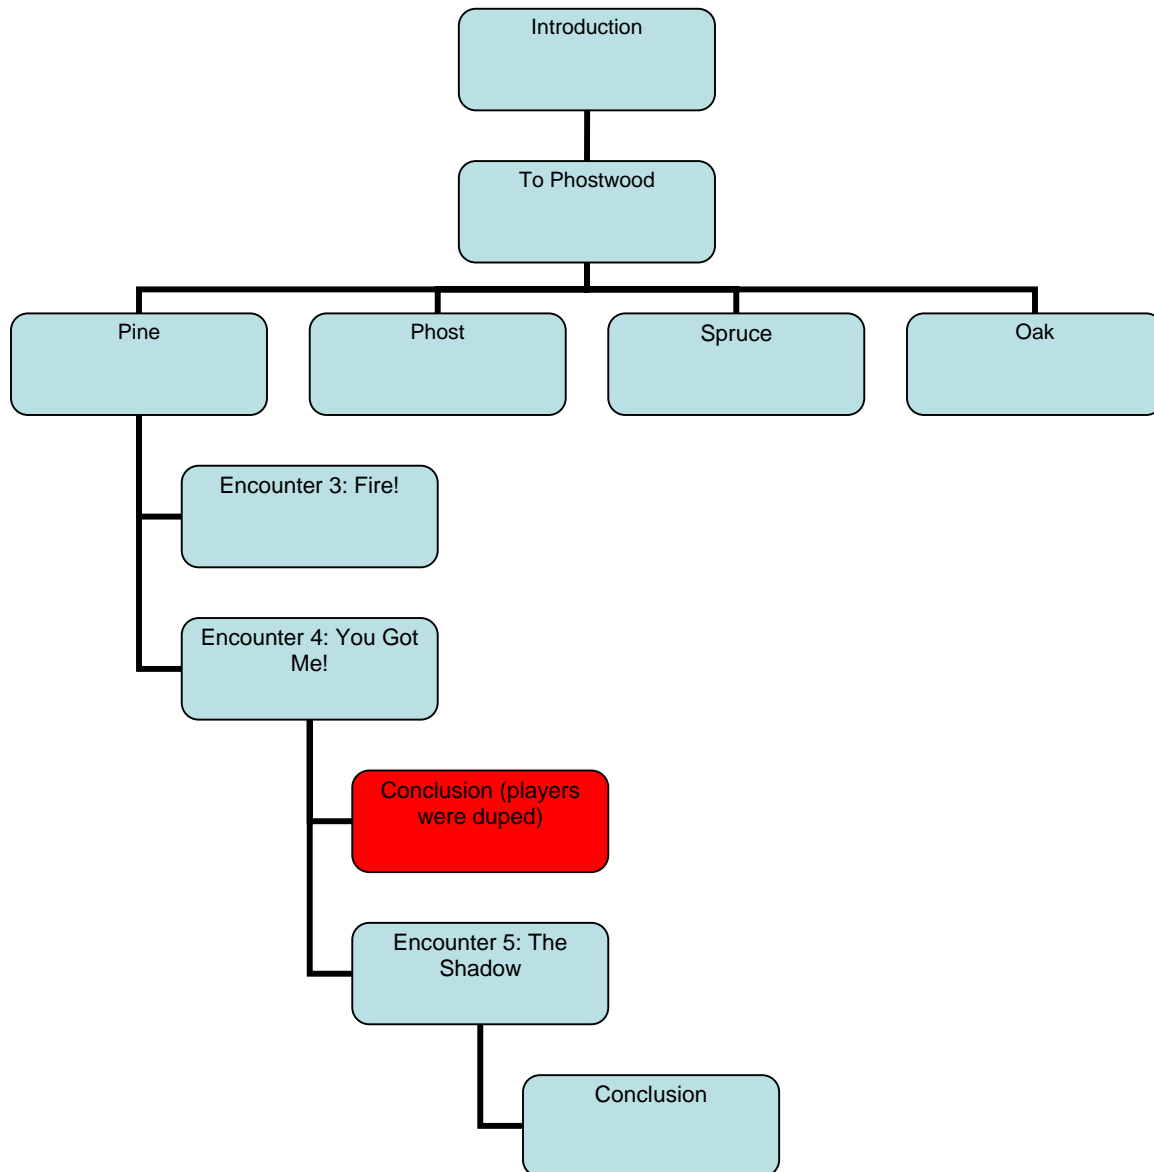 Introduction
To Phostwood
Pine
Phost
Spruce
Oak
Encounter 3: Fire!
Encounter 4: You Got
Me!
Conclusion (players
were duped)
Encounter 5: The
Shadow
Conclusion